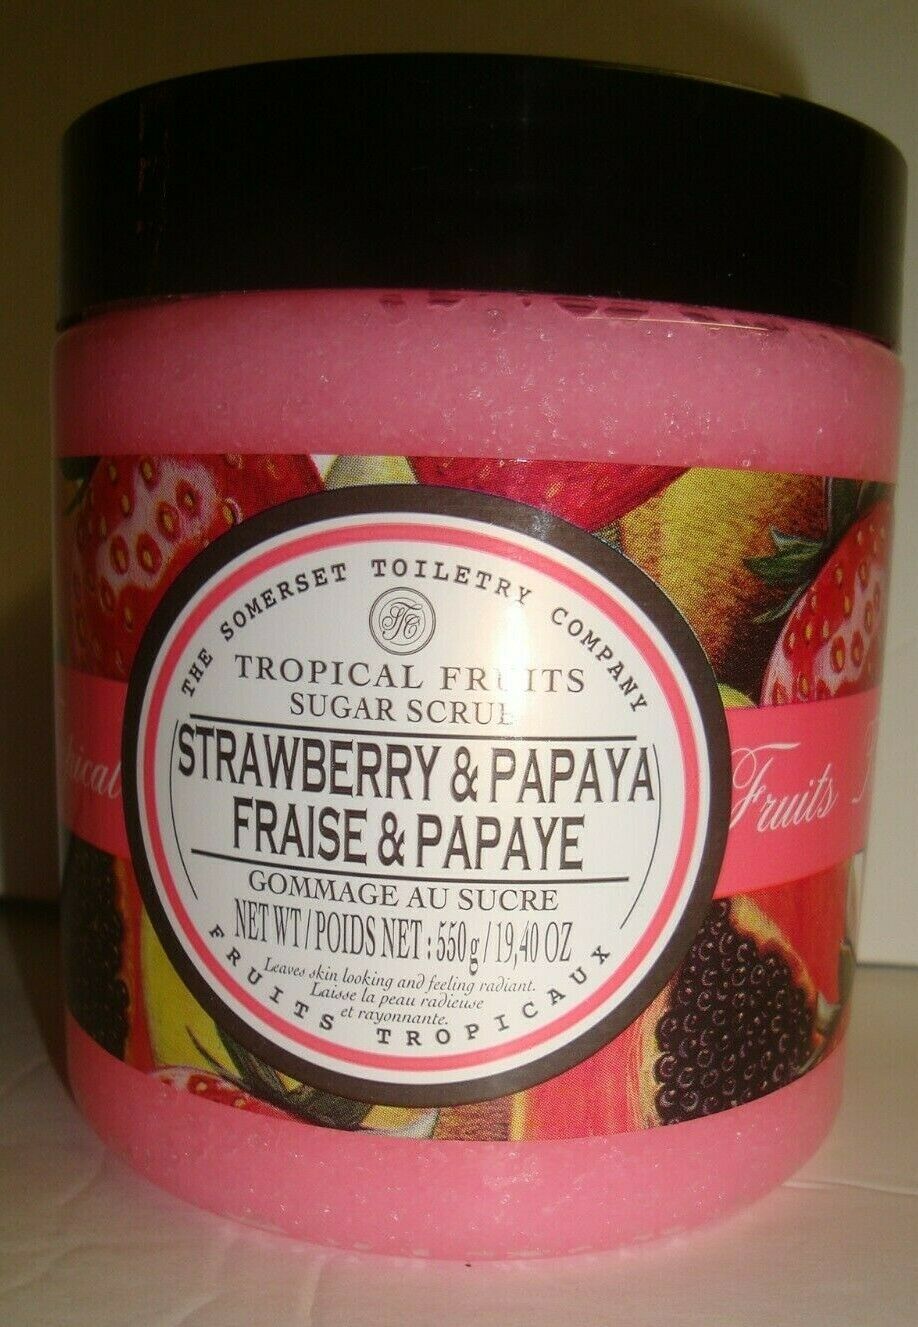 THE SOMERSET TOILETRY COMPANY
STC
TROPICAL FRUITS
SUGAR SCRUB
STRAWBERRY & PAPAYA
FRAISE & PAPAYE
GOMMAGE AU SUCRE
NET WT / POIDS NET : 550g / 19,40 OZ
Leaves skin looking and feeling radiant.
Laisse la peau radieuse
et rayonnante.
FRUITS TROPICAUX
Fruits